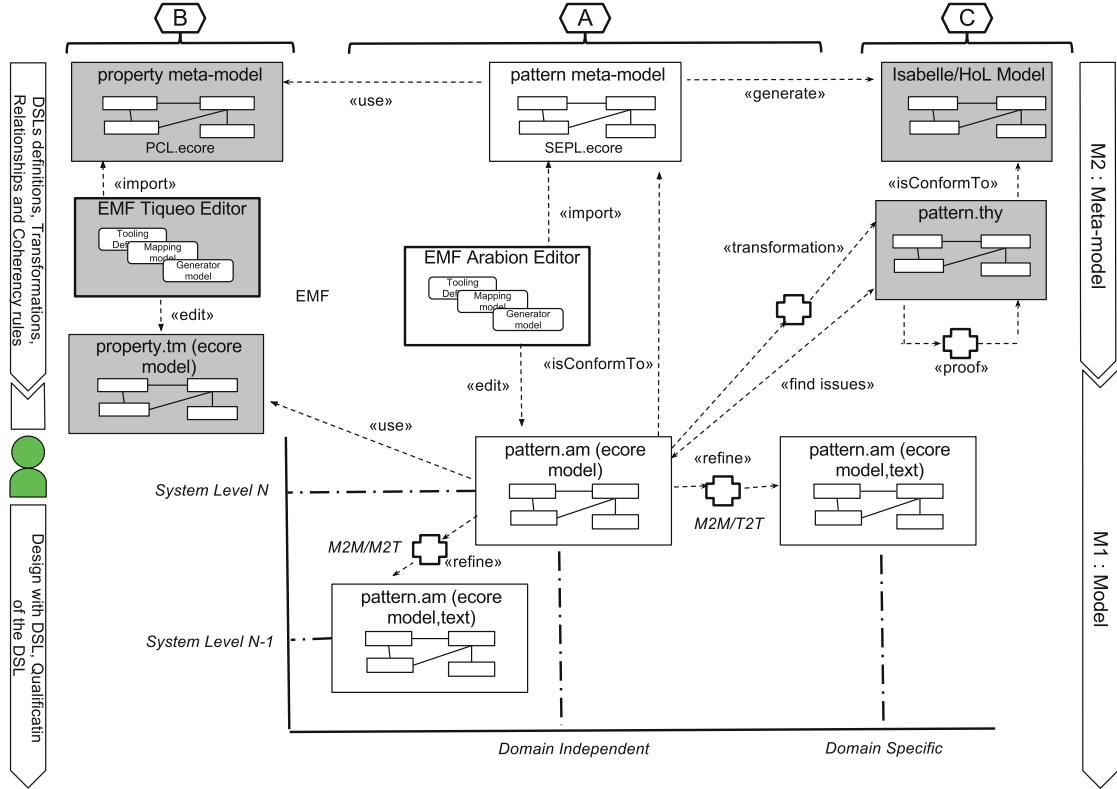 B
A
C
property meta-model
PCL.ecore
«use»
pattern meta-model
SEPL.ecore
«generate»
Isabelle/HoL Model
«import»
EMF Tiqueo Editor
Tooling
Def
Mapping
model
Generator
model
«edit»
property.tm (ecore
model)
EMF
«import»
EMF Arabion Editor
Tooling
Def
Mapping
model
Generator
model
«edit»
«isConformTo»
«isConformTo»
pattern.thy
«transformation»
«find issues»
«proof»
«use»
pattern.am (ecore
model)
«refine»
M2M/T2T
pattern.am (ecore
model,text)
System Level N
M2M/M2T
«refine»
pattern.am (ecore
model,text)
System Level N-1
Domain Independent
Domain Specific
DSLs definitions, Transformations,
Relationships and Coherency rules
Design with DSL, Qualificatin
of the DSL
M2 : Meta-model
M1 : Model